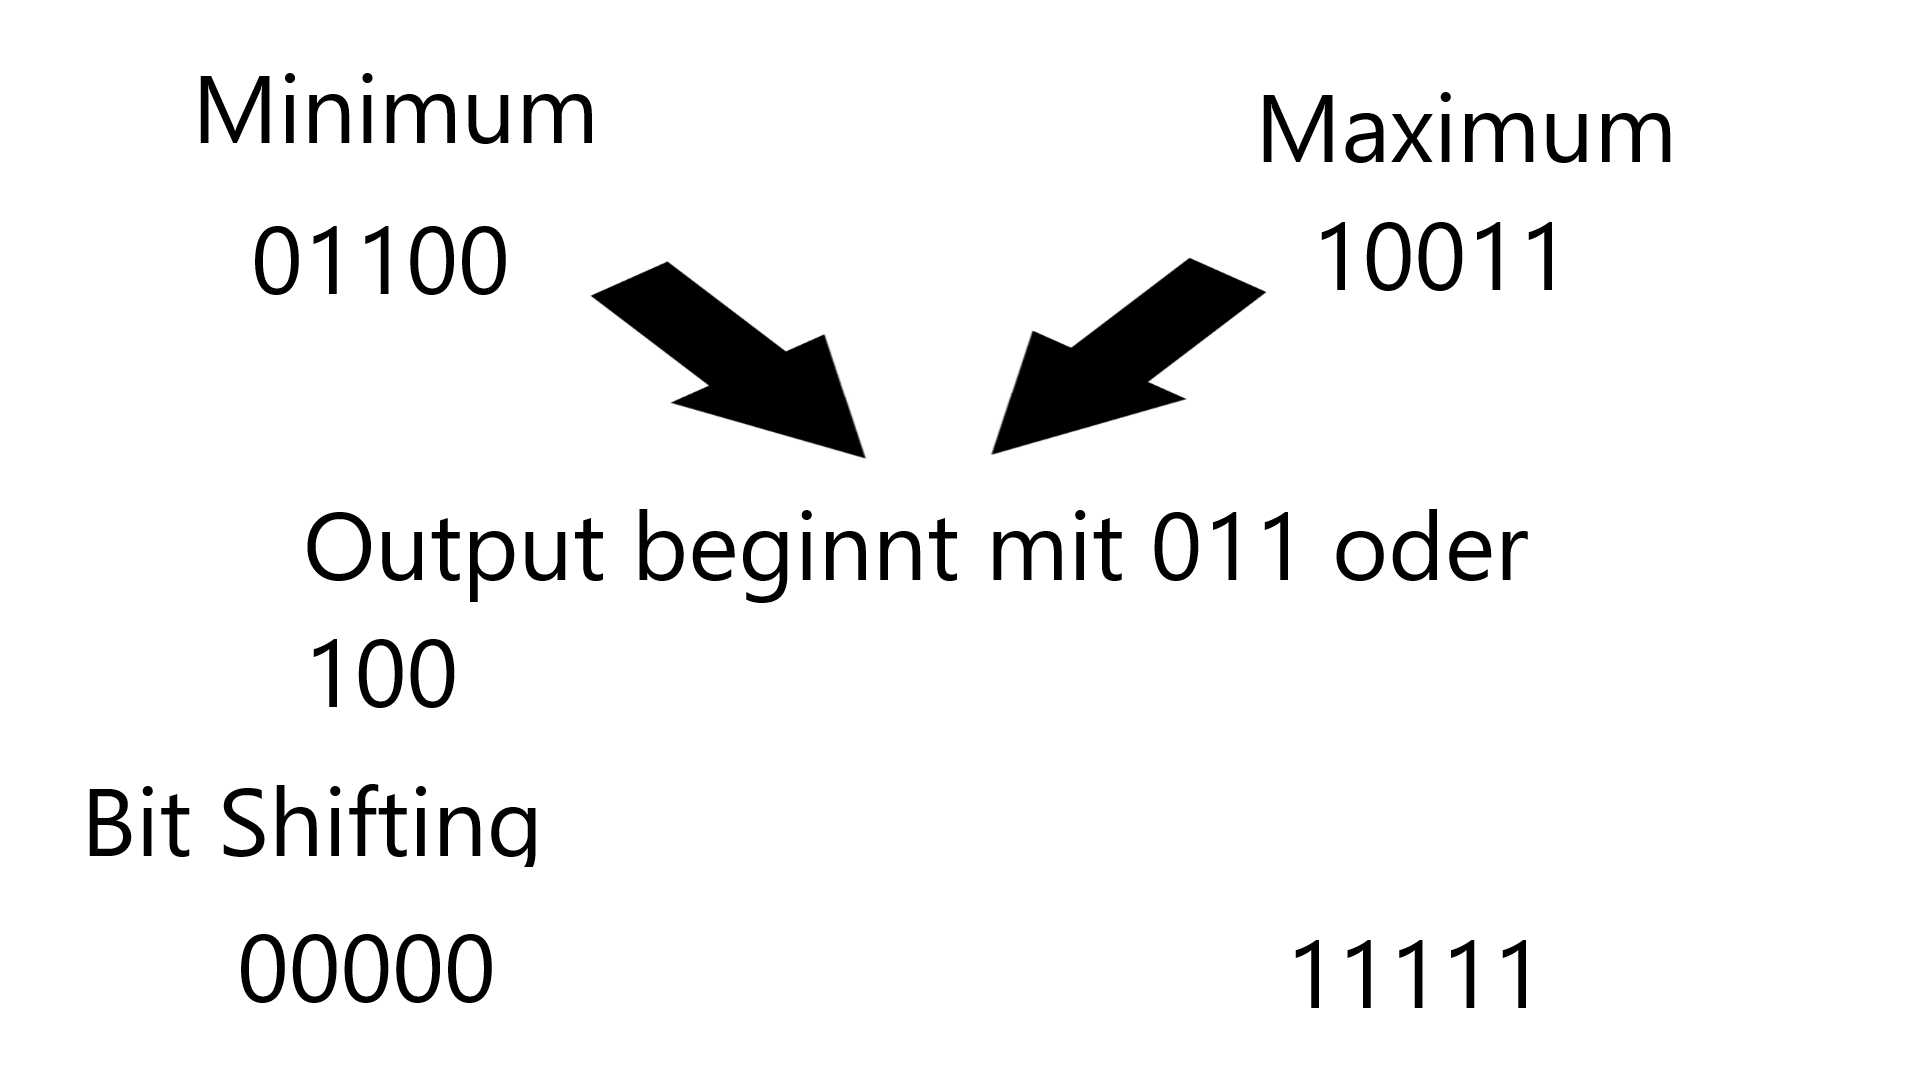 Minimum
Maximum
01100
10011
Output beginnt mit 011 oder
100
Bit Shifting
00000
11111